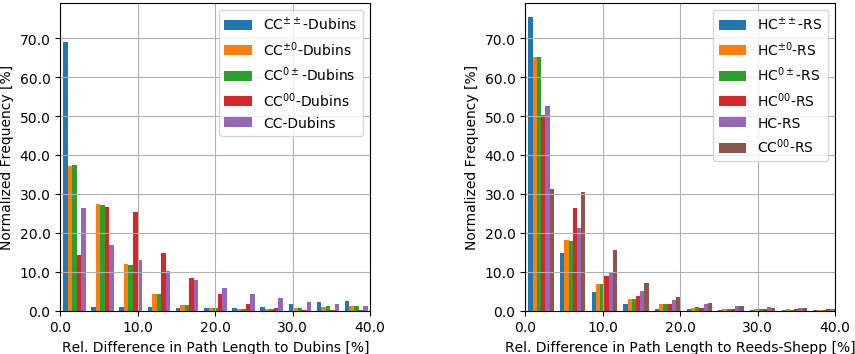 Normalized Frequency [%]
70.0
60.0
50.0
40.0
30.0
20.0
10.0
0.0
CC±±-Dubins
CC±0-Dubins
CC0±-Dubins
CC00-Dubins
CC-Dubins
0.0 10.0 20.0 30.0 40.0
Rel. Difference in Path Length to Dubins [%]
Normalized Frequency [%]
70.0
60.0
50.0
40.0
30.0
20.0
10.0
0.0
HC±±-RS
HC±0-RS
HC0±-RS
HC00-RS
HC-RS
CC00-RS
0.0 10.0 20.0 30.0 40.0
Rel. Difference in Path Length to Reeds-Shepp [%]